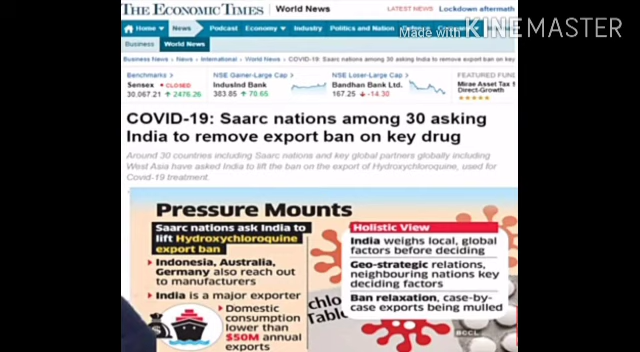 THE ECONOMIC TIMES World News LATEST NEWS Lockdown aftermath
Made with KINEMASTER
Home News Podcast Economy Industry Politics and Nation
Business World News
Business News › News › International › World News › COVID-19: Saarc nations among 30 asking India to remove export ban on key
Benchmarks > NSE Gainer-Large Cap > NSE Loser-Large Cap > FEATURED FUN
Sensex CLOSED IndusInd Bank Bandhan Bank Ltd. Mirae Asset Tax
30,067.21 2476.26 383.85 70.65 167.25 -14.30 Direct-Growth
COVID-19: Saarc nations among 30 asking
India to remove export ban on key drug
Around 30 countries including Saarc nations and key global partners globally including
West Asia have asked India to lift the ban on the export of Hydroxychloroquine, used for
Covid-19 treatment.
Pressure Mounts
Saarc nations ask India to
lift Hydroxychloroquine
export ban
Indonesia, Australia,
Germany also reach out
to manufacturers
India is a major exporter
Domestic
consumption
lower than
$50M annual
exports
Holistic View
India weighs local, global
factors before deciding
Geo-strategic relations,
neighbouring nations key
deciding factors
Ban relaxation, case-by-
case exports being mulled
chlo
Table
BCCL